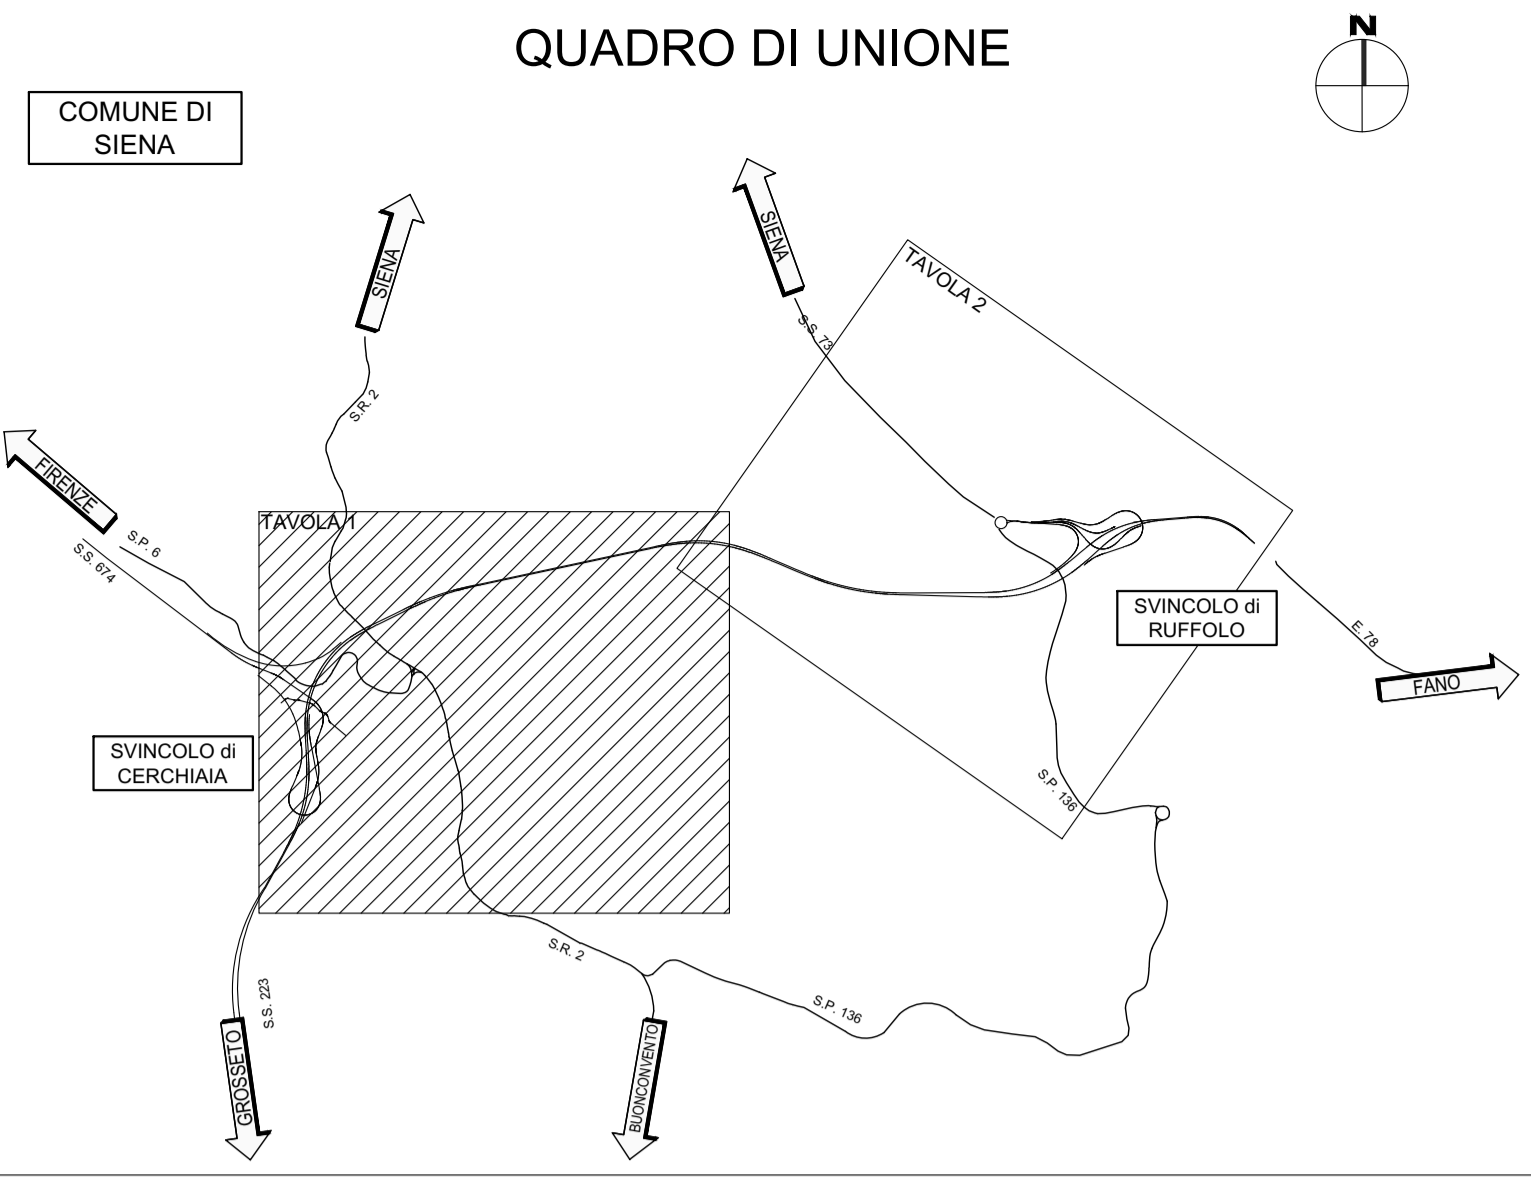 QUADRO DI UNIONE
N
COMUNE DI
SIENA
SIENA
SIENA
TAVOLA 2
S.S. 73
S.R. 2
FIRENZE
S.P. 6
S.S. 674
TAVOLA 1
SVINCOLO di
RUFFOLO
E. 78
FANO
SVINCOLO di
CERCHIAIA
S.P. 136
S.R. 2
S.S. 223
S.P. 136
GROSSETO
BUONCONVENTO